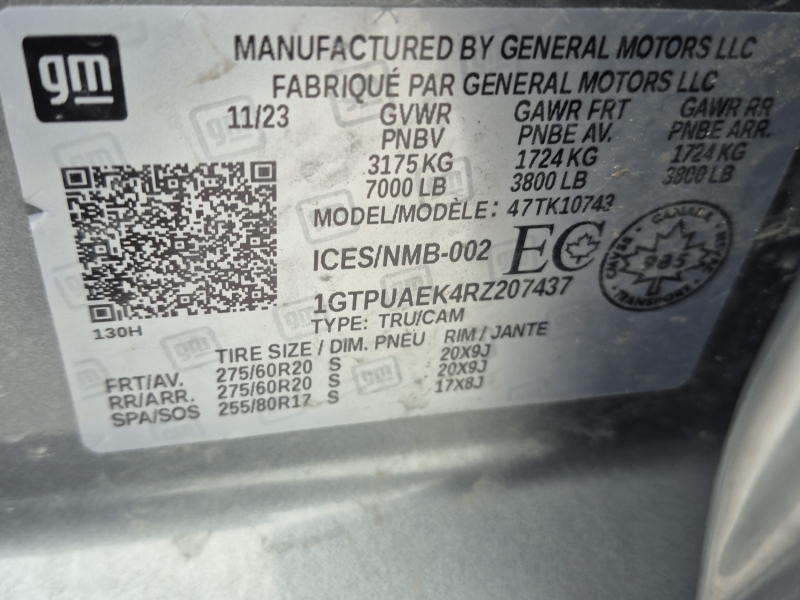 gm
MANUFACTURED BY GENERAL MOTORS LLC
FABRIQUÉ PAR GENERAL MOTORS LLC
11/23 GVWR GAWR FRT GAWR RR
PNBV PNBE AV. PNBE ARR.
3175 KG 1724 KG 1724 KG
7000 LB 3800 LB 3800 LB
MODEL/MODÈLE: 47TK10743
ICES/NMB-002 EC
CANADA
985
TRANSPORTS
1GTPUAEK4RZ207437
130H
TYPE: TRU/CAM
TIRE SIZE / DIM. PNEU RIM / JANTE
FRT/AV. 275/60R20 S 20X9J
RR/ARR. 275/60R20 S 20X9J
SPA/SOS 255/80R17 S 17X8J